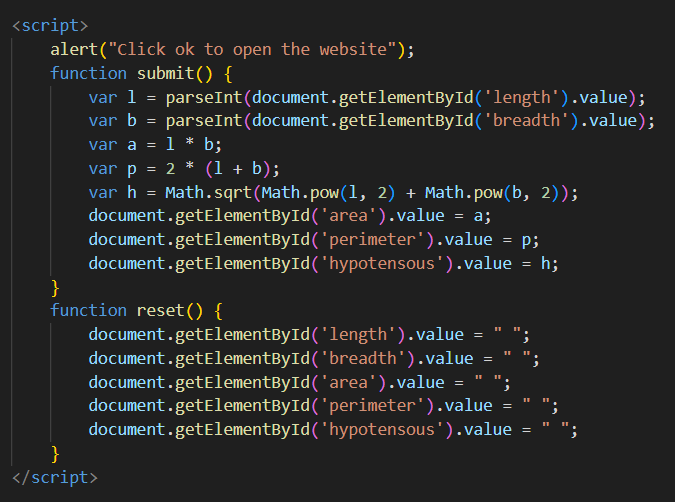 <script>
alert("Click ok to open the website");
function submit() {
var l = parseInt(document.getElementById('length').value);
var b = parseInt(document.getElementById('breadth').value);
var a = l * b;
var p = 2 * (l + b);
var h = Math.sqrt(Math.pow(l, 2) + Math.pow(b, 2));
document.getElementById('area').value = a;
document.getElementById('perimeter').value = p;
document.getElementById('hypotensous').value = h;
}
function reset() {
document.getElementById('length').value = " ";
document.getElementById('breadth').value = " ";
document.getElementById('area').value = " ";
document.getElementById('perimeter').value = " ";
document.getElementById('hypotensous').value = " ";
}
</script>